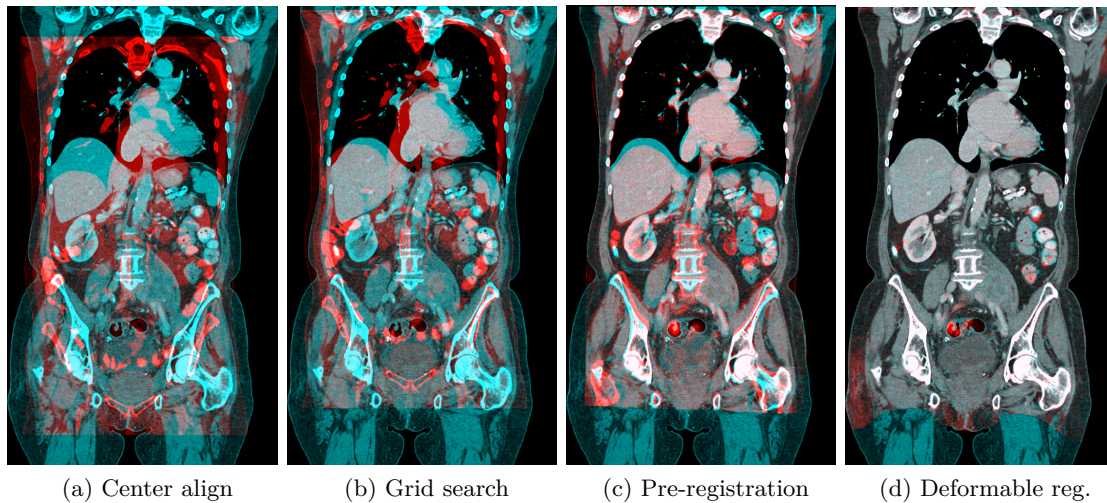 (a) Center align
(b) Grid search
(c) Pre-registration
(d) Deformable reg.